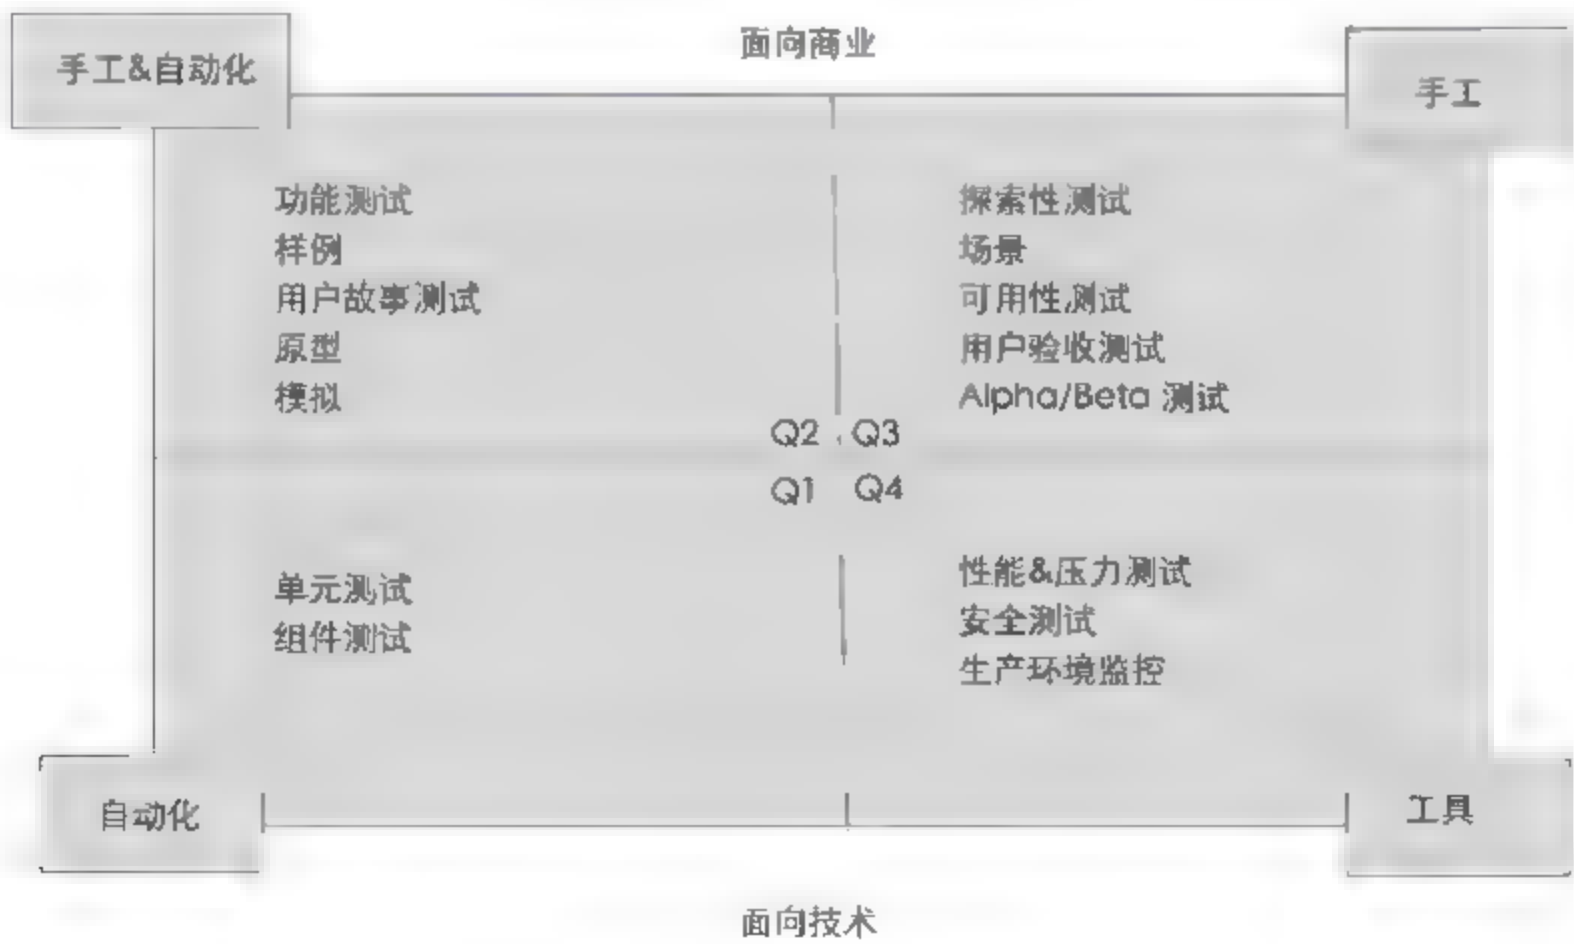 面向商业
手工&自动化
手工
功能测试
样例
用户故事测试
原型
模拟
探索性测试
场景
可用性测试
用户验收测试
Alpha/Beta 测试
Q2
Q3
Q1
Q4
单元测试
组件测试
性能&压力测试
安全测试
生产环境监控
自动化
工具
面向技术